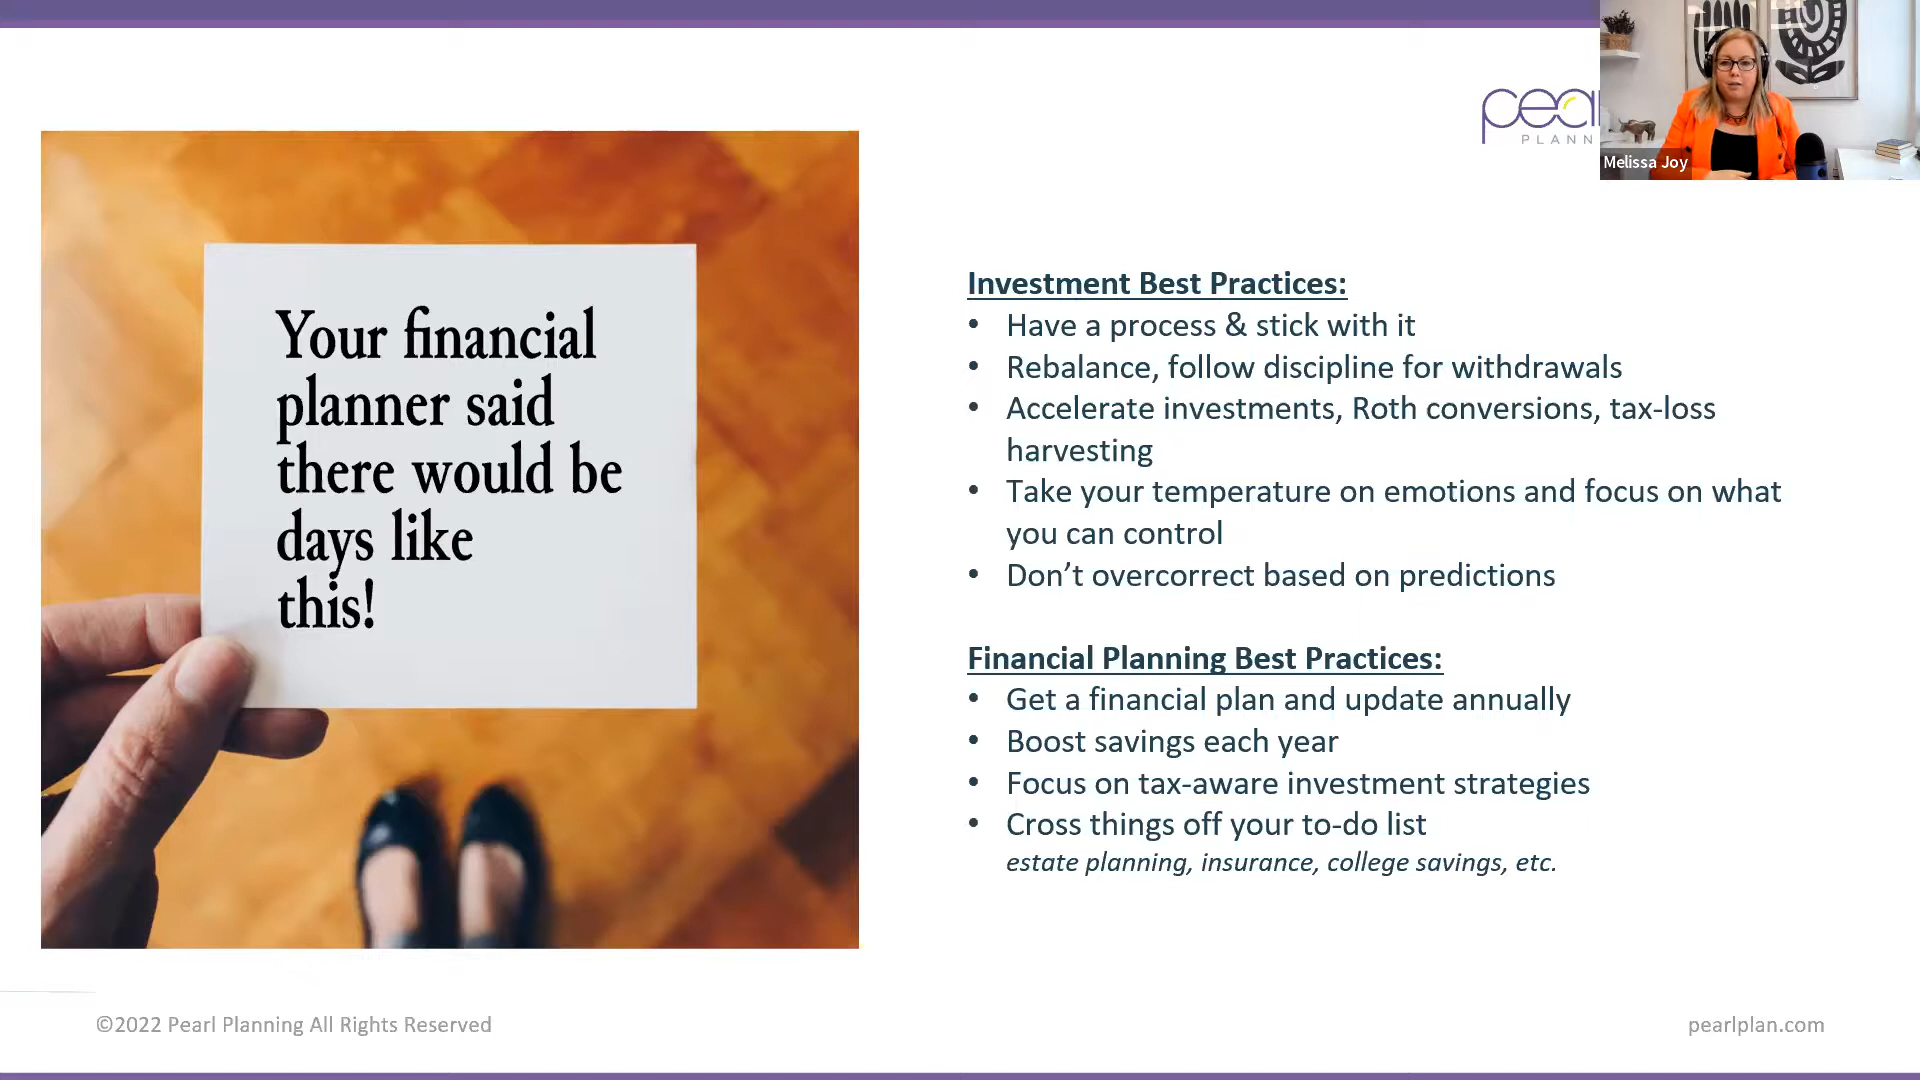 pea
PLANN
Melissa Joy
Your financial
planner said
there would be
days like
this!
Investment Best Practices:
• Have a process & stick with it
• Rebalance, follow discipline for withdrawals
• Accelerate investments, Roth conversions, tax-loss
harvesting
• Take your temperature on emotions and focus on what
you can control
• Don’t overcorrect based on predictions
Financial Planning Best Practices:
• Get a financial plan and update annually
• Boost savings each year
• Focus on tax-aware investment strategies
• Cross things off your to-do list
estate planning, insurance, college savings, etc.
©2022 Pearl Planning All Rights Reserved
pearlplan.com